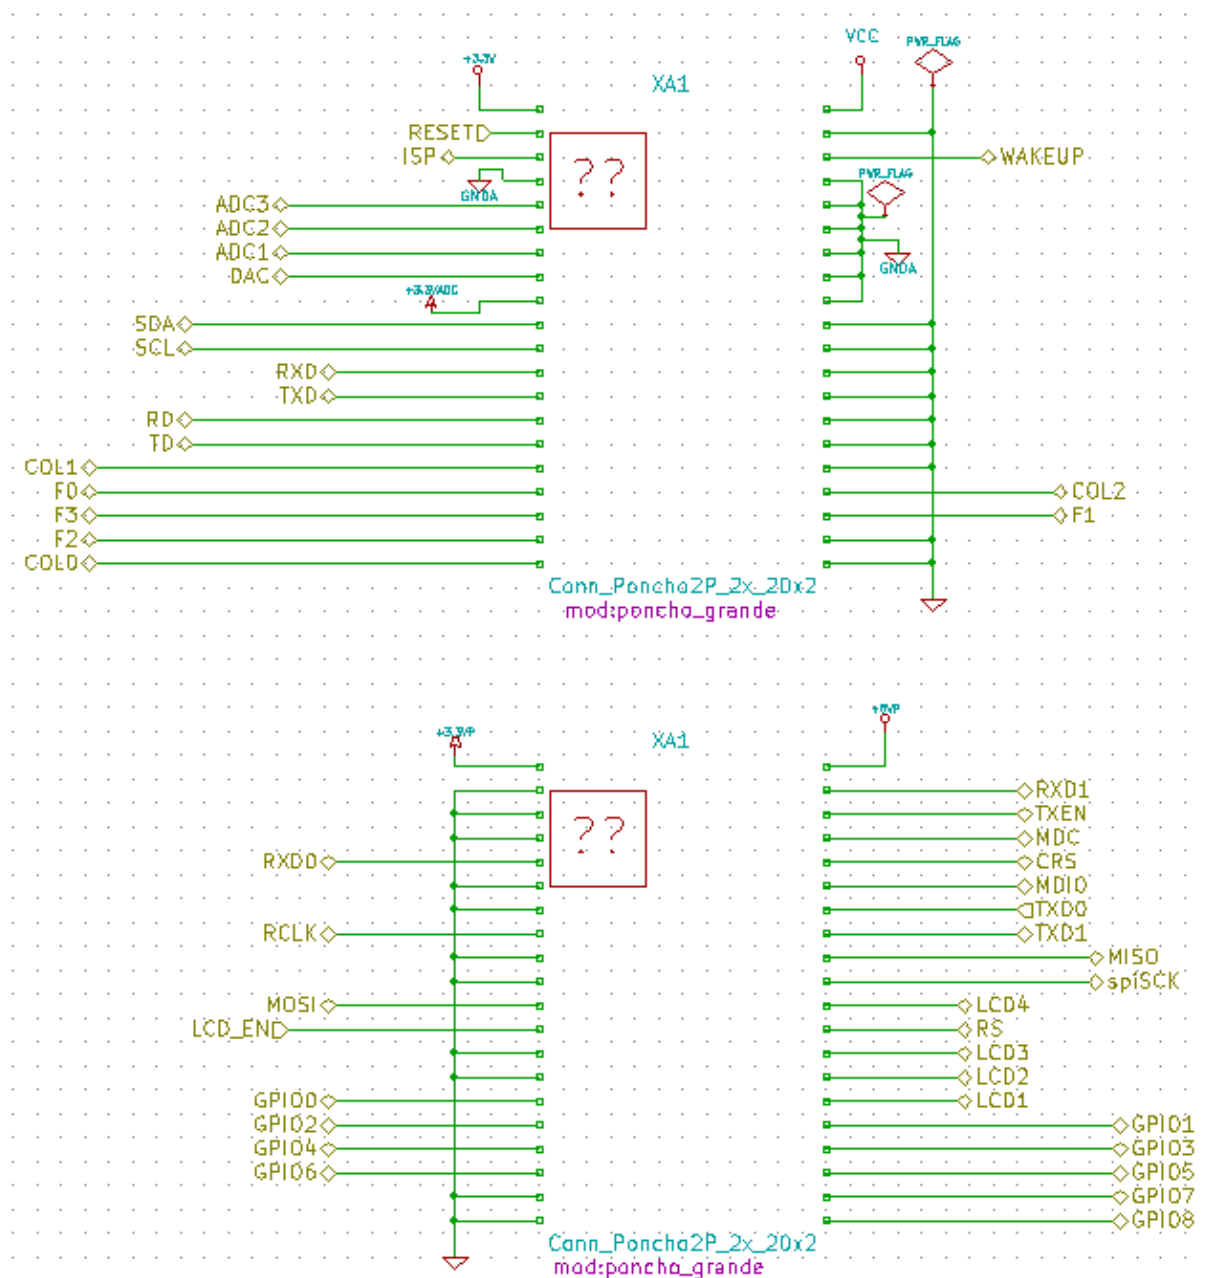 VCC
PWR_FLAG
+3.3V
XA1
RESET
ISP
WAKEUP
??
PWR_FLAG
GNDA
ADC3
ADC2
ADC1
GNDA
DAC
+3.3VADC
SDA
SCL
RXD
TXD
RD
TD
COL1
F0
COL2
F3
F1
F2
COL0
Conn_Poncho2P_2x_20x2
mod:poncho_grande
+3.3VP
+5VP
XA1
RXD1
TXEN
??
MDC
RXD0
CRS
MDIO
TXD0
RCLK
TXD1
MISO
spiSCK
MOSI
LCD4
LCD_EN
RS
LCD3
LCD2
GPIO0
LCD1
GPIO2
GPIO1
GPIO4
GPIO3
GPIO6
GPIO5
GPIO7
GPIO8
Conn_Poncho2P_2x_20x2
mod:poncho_grande